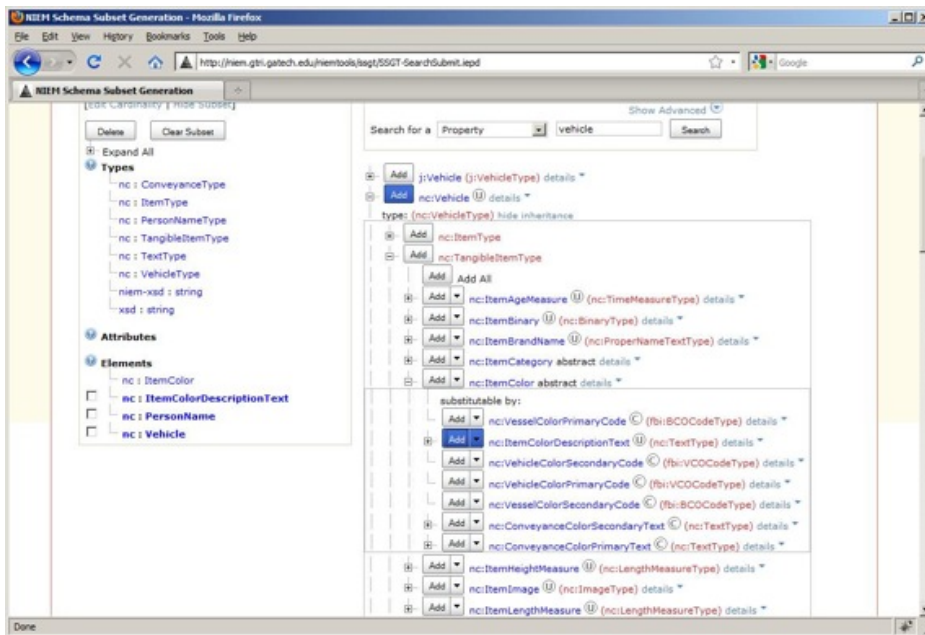 NIEM Schema Subset Generation - Mozilla Firefox
File Edit View History Bookmarks Tools Help
http://niem.gtri.gatech.edu/niemtools/ssgt/SSGT-SearchSubmit.iepd
Google
NIEM Schema Subset Generation
[Edit Cardinality | Hide Subset]
Delete Clear Subset
Expand All
Types
nc : ConveyanceType
nc : ItemType
nc : PersonNameType
nc : TangibleItemType
nc : TextType
nc : VehicleType
niem-xsd : string
xsd : string
Attributes
Elements
nc : ItemColor
nc : ItemColorDescriptionText
nc : PersonName
nc : Vehicle
Show Advanced
Search for a Property vehicle Search
Add j:Vehicle (j:VehicleType) details
Add nc:Vehicle U details
type: (nc:VehicleType) hide inheritance
Add nc:ItemType
Add nc:TangibleItemType
Add Add All
Add nc:ItemAgeMeasure U (nc:TimeMeasureType) details
Add nc:ItemBinary U (nc:BinaryType) details
Add nc:ItemBrandName U (nc:ProperNameTextType) details
Add nc:ItemCategory abstract details
Add nc:ItemColor abstract details
substitutable by:
Add nc:VesselColorPrimaryCode C (fbi:BCOCodeType) details
Add nc:ItemColorDescriptionText U (nc:TextType) details
Add nc:VehicleColorSecondaryCode C (fbi:VCOCodeType) details
Add nc:VehicleColorPrimaryCode C (fbi:VCOCodeType) details
Add nc:VesselColorSecondaryCode C (fbi:BCOCodeType) details
Add nc:ConveyanceColorSecondaryText C (nc:TextType) details
Add nc:ConveyanceColorPrimaryText C (nc:TextType) details
Add nc:ItemHeightMeasure U (nc:LengthMeasureType) details
Add nc:ItemImage U (nc:ImageType) details
Add nc:ItemLengthMeasure U (nc:LengthMeasureType) details
Done